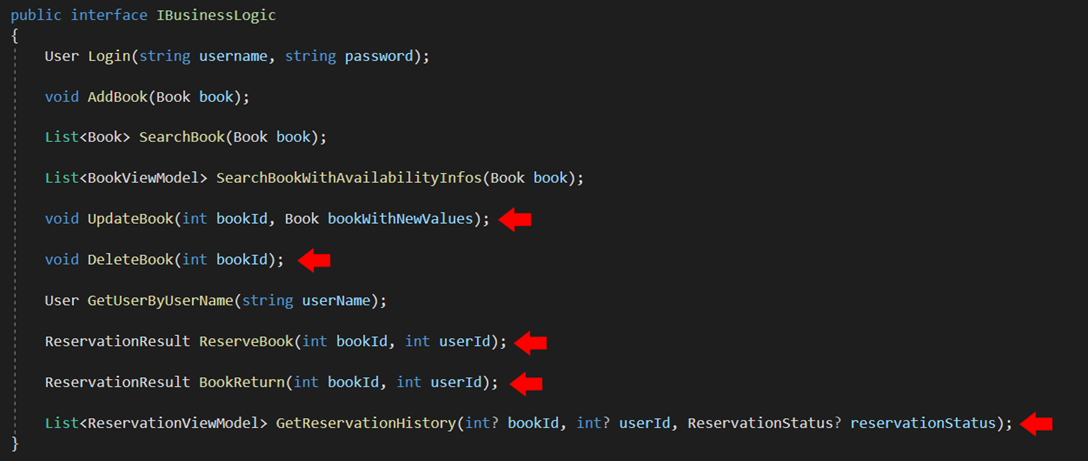 public interface IBusinessLogic
{
User Login(string username, string password);
void AddBook(Book book);
List<Book> SearchBook(Book book);
List<BookViewModel> SearchBookWithAvailabilityInfos(Book book);
void UpdateBook(int bookId, Book bookWithNewValues);
void DeleteBook(int bookId);
User GetUserByUserName(string userName);
ReservationResult ReserveBook(int bookId, int userId);
ReservationResult BookReturn(int bookId, int userId);
List<ReservationViewModel> GetReservationHistory(int? bookId, int? userId, ReservationStatus? reservationStatus);
}